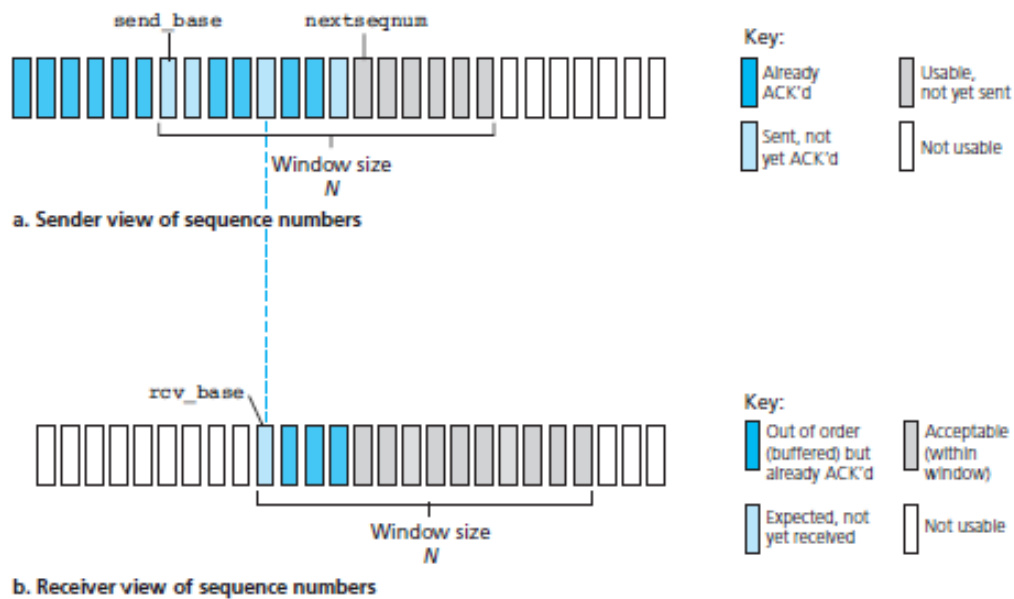 send_base
nextseqnum
Key:
Already
ACK'd
Usable,
not yet sent
Sent, not
yet ACK'd
Not usable
Window size
N
a. Sender view of sequence numbers
rcv_base
Key:
Out of order
(buffered) but
already ACK'd
Acceptable
(within
window)
Expected, not
yet received
Not usable
Window size
N
b. Receiver view of sequence numbers